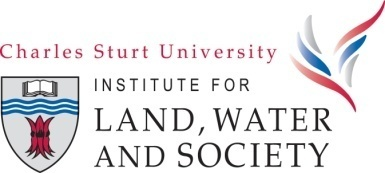 Charles Sturt University
INSTITUTE FOR
LAND, WATER
AND SOCIETY